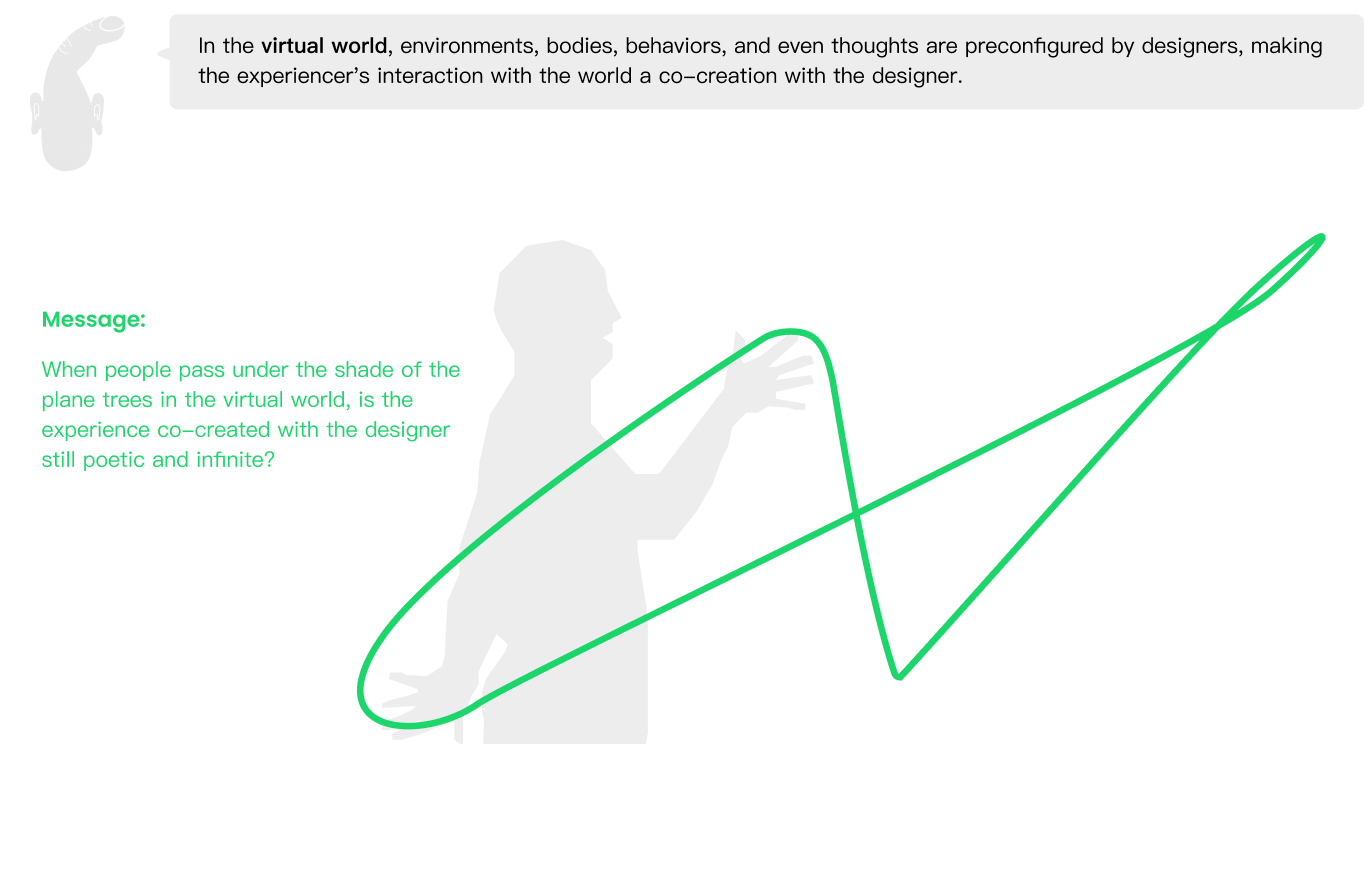 In the virtual world, environments, bodies, behaviors, and even thoughts are preconfigured by designers, making
the experiencer’s interaction with the world a co–creation with the designer.
Message:
When people pass under the shade of the
plane trees in the virtual world, is the
experience co–created with the designer
still poetic and infinite?